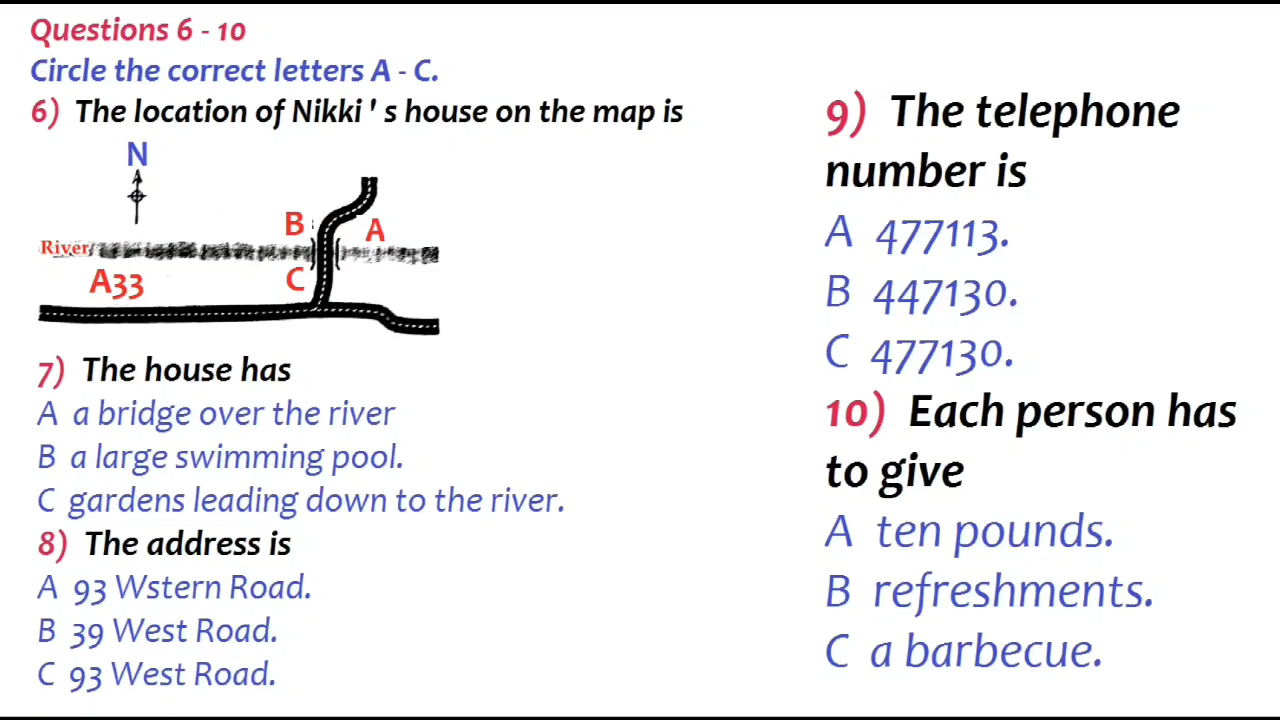 Questions 6 - 10
Circle the correct letters A - C.
6) The location of Nikki ' s house on the map is
N
B
A
River
A33
C
7) The house has
A a bridge over the river
B a large swimming pool.
C gardens leading down to the river.
8) The address is
A 93 Wstern Road.
B 39 West Road.
C 93 West Road.
9) The telephone
number is
A 477113.
B 447130.
C 477130.
10) Each person has
to give
A ten pounds.
B refreshments.
C a barbecue.